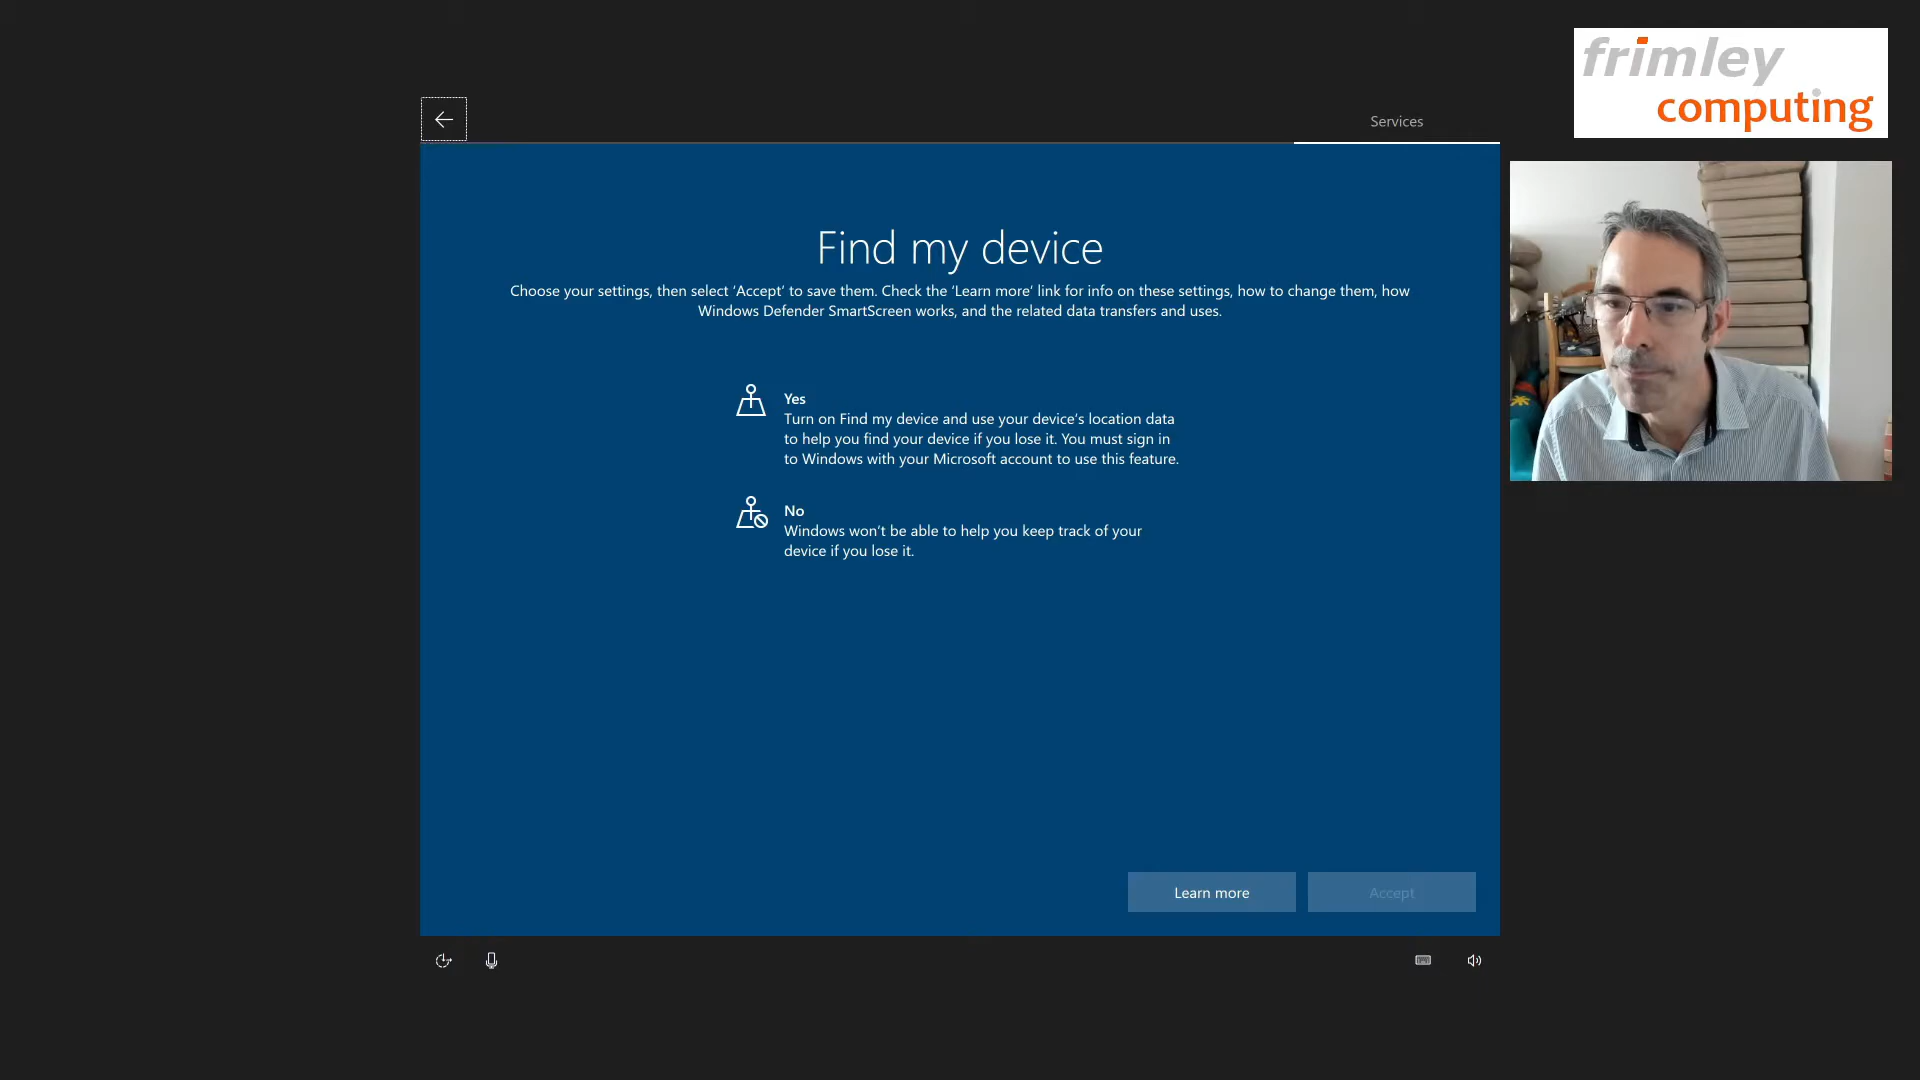 frimley
computing
Services
Find my device
Choose your settings, then select ‘Accept’ to save them. Check the ‘Learn more’ link for info on these settings, how to change them, how
Windows Defender SmartScreen works, and the related data transfers and uses.
Yes
Turn on Find my device and use your device’s location data
to help you find your device if you lose it. You must sign in
to Windows with your Microsoft account to use this feature.
No
Windows won’t be able to help you keep track of your
device if you lose it.
Learn more
Accept